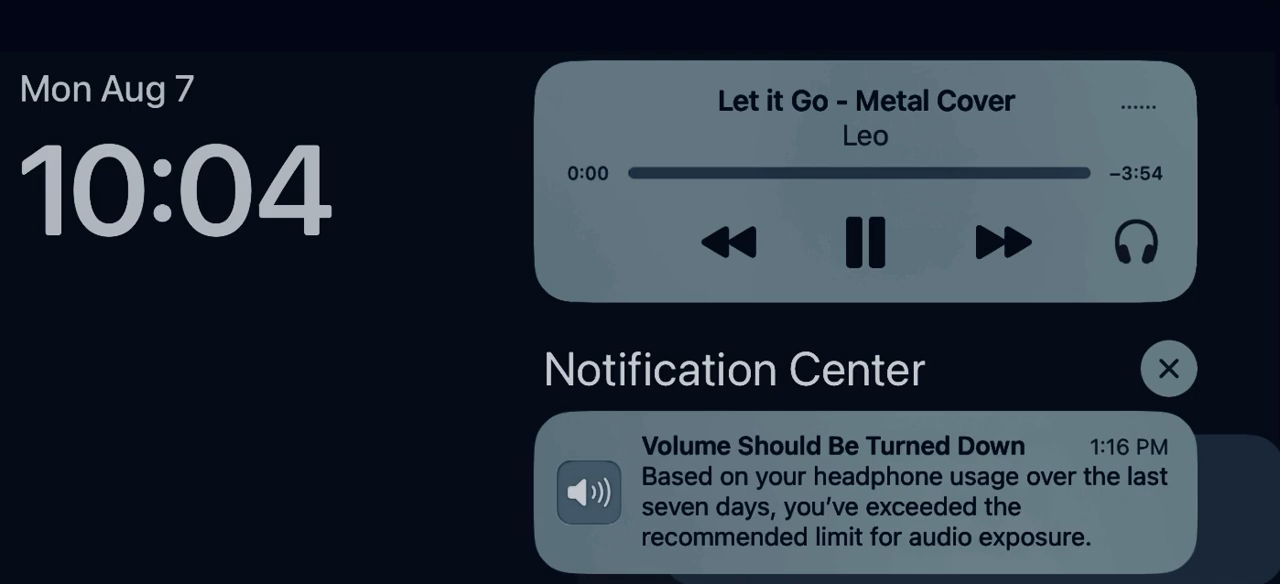 Mon Aug 7
10:04
Let it Go - Metal Cover
Leo
0:00
–3:54
Notification Center
Volume Should Be Turned Down 1:16 PM
Based on your headphone usage over the last
seven days, you’ve exceeded the
recommended limit for audio exposure.